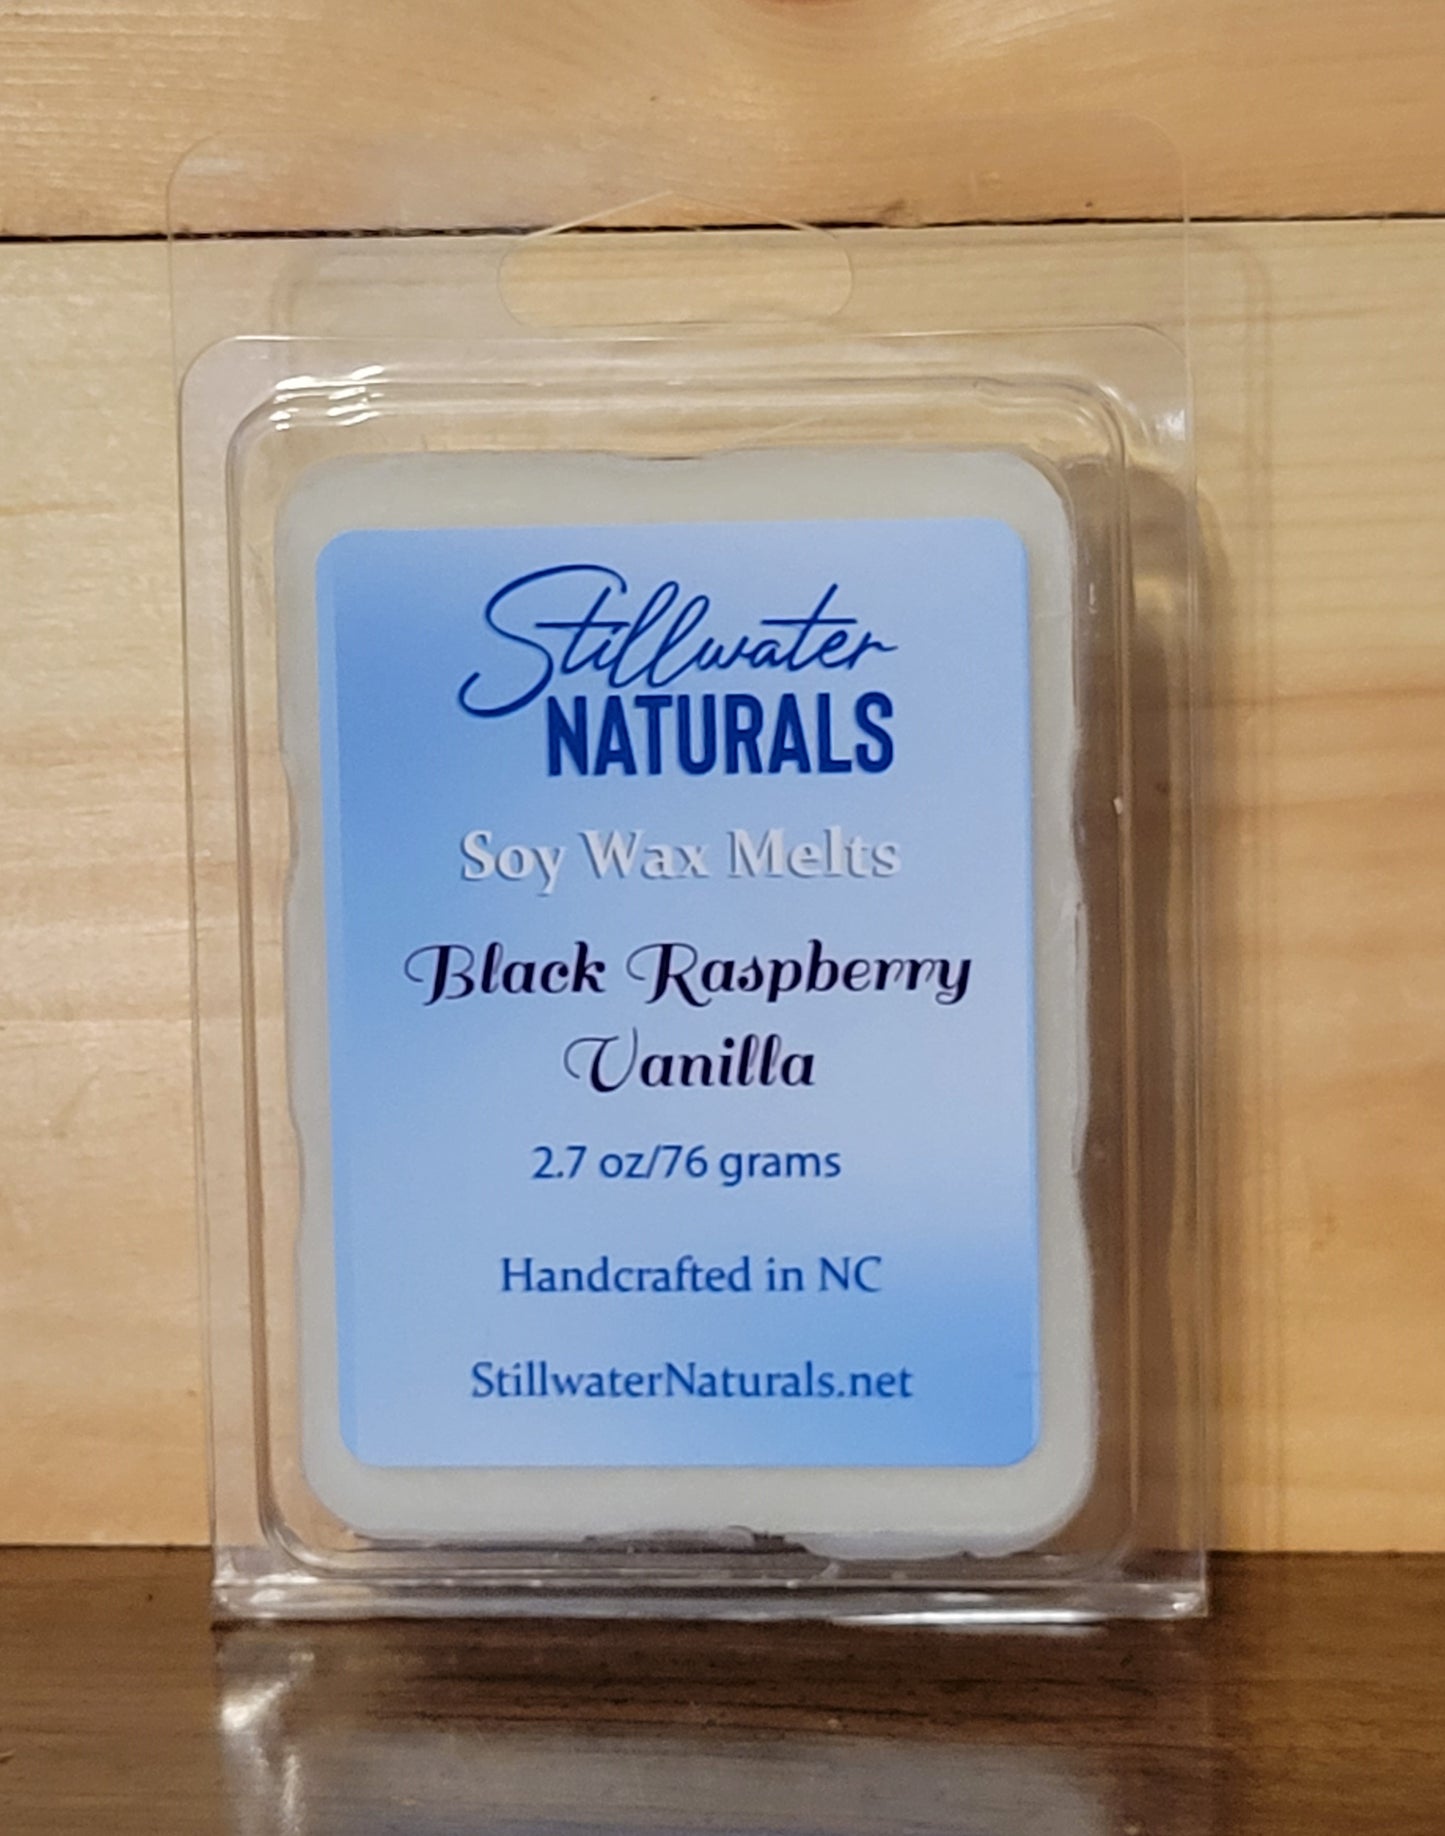 Stillwater
NATURALS
Soy Wax Melts
Black Raspberry
Vanilla
2.7 oz/76 grams
Handcrafted in NC
StillwaterNaturals.net